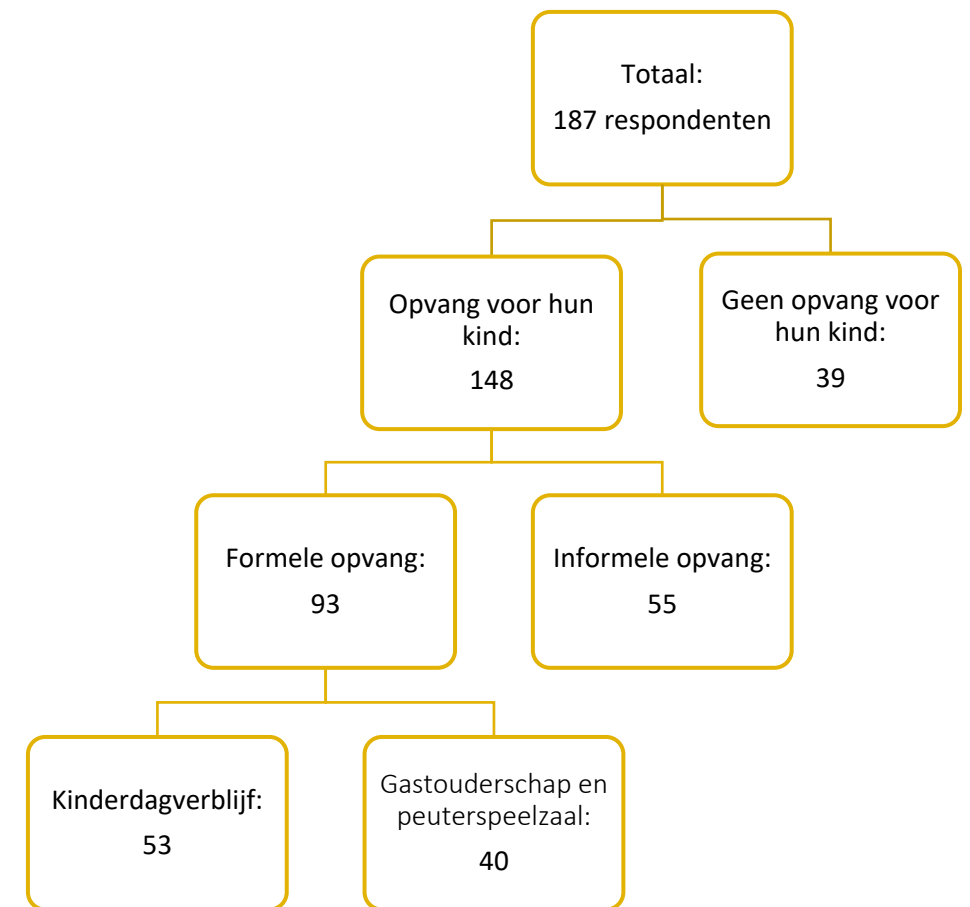 Totaal:
187 respondenten
Opvang voor hun
kind:
148
Geen opvang voor
hun kind:
39
Formele opvang:
93
Informele opvang:
55
Kinderdagverblijf:
53
Gastouderschap en
peuterspeelzaal:
40